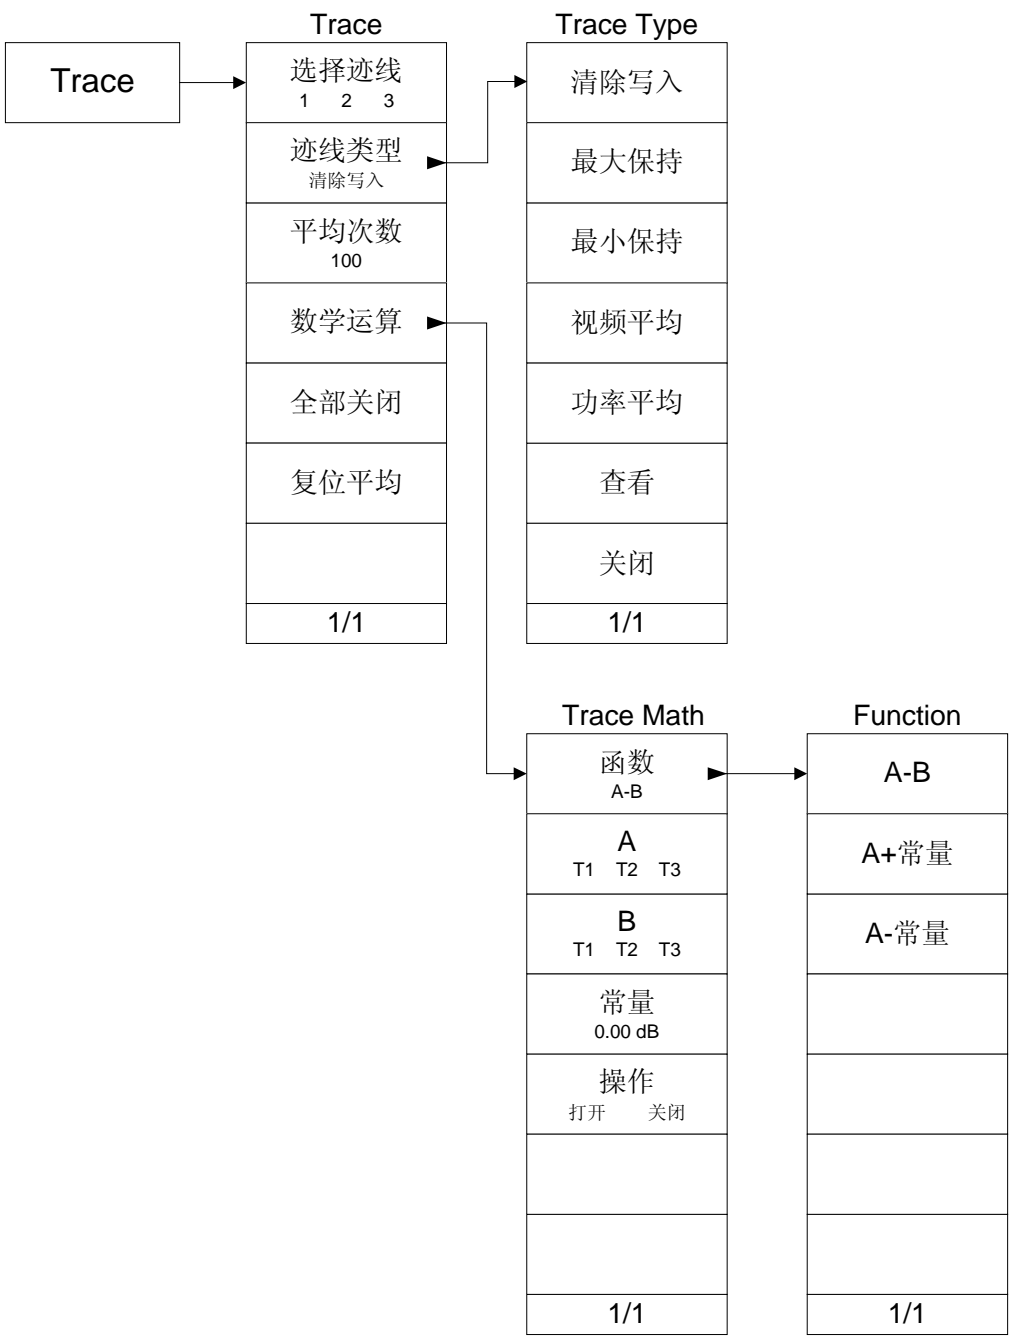 Trace
Trace
选择迹线
1 2 3
迹线类型
清除写入
平均次数
100
数学运算
全部关闭
复位平均
1/1
Trace Type
清除写入
最大保持
最小保持
视频平均
功率平均
查看
关闭
1/1
Trace Math
函数
A-B
A
T1 T2 T3
B
T1 T2 T3
常量
0.00 dB
操作
打开 关闭
1/1
Function
A-B
A+常量
A-常量
1/1